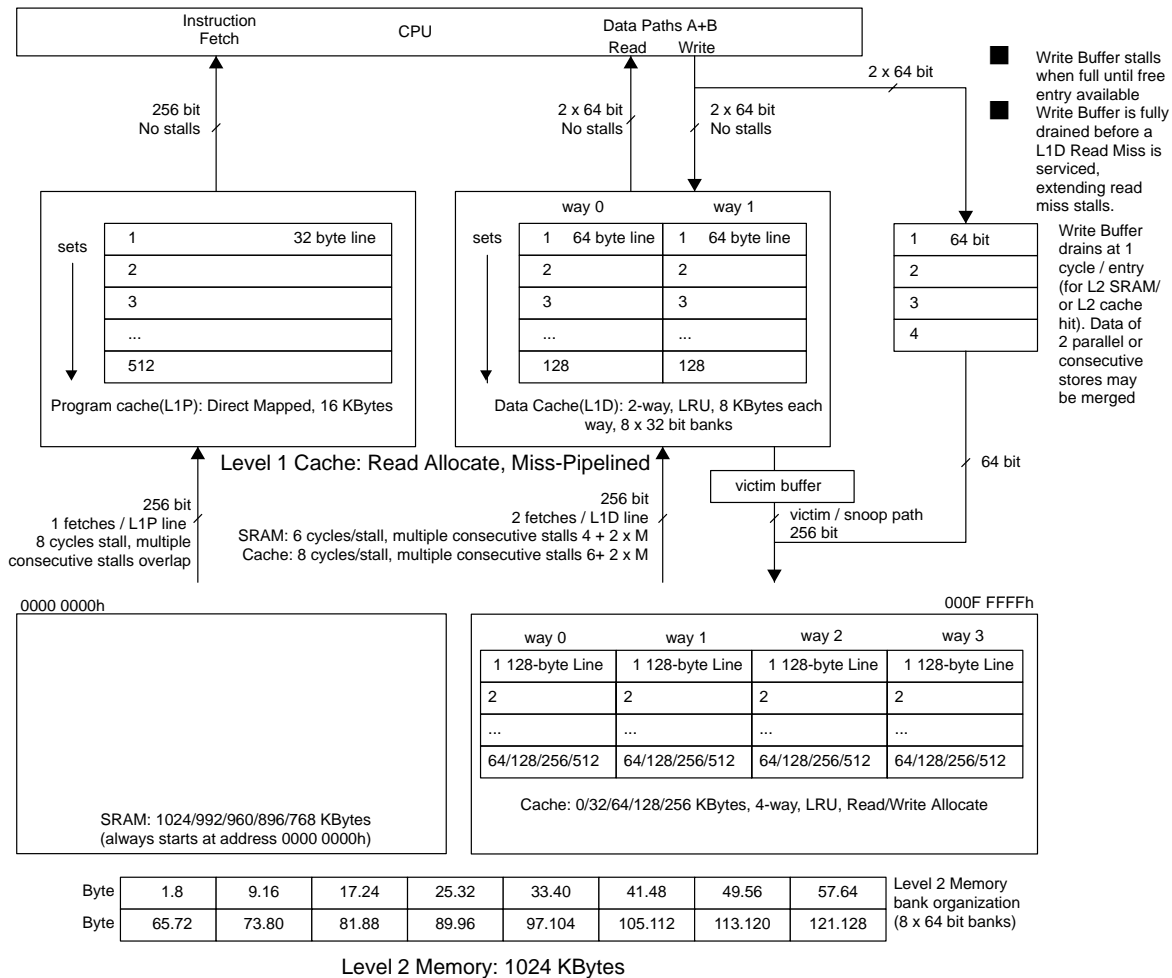 Instruction
Fetch
CPU
Data Paths A+B
Read Write
256 bit
No stalls
2 x 64 bit
No stalls
2 x 64 bit
No stalls
2 x 64 bit
Write Buffer stalls
when full until free
entry available
Write Buffer is fully
drained before a
L1D Read Miss is
serviced,
extending read
miss stalls.
sets
1 32 byte line
2
3
...
512
Program cache(L1P): Direct Mapped, 16 KBytes
way 0 way 1
sets
1 64 byte line 1 64 byte line
2 2
3 3
... ...
128 128
Data Cache(L1D): 2-way, LRU, 8 KBytes each
way, 8 x 32 bit banks
1 64 bit
2
3
4
Write Buffer
drains at 1
cycle / entry
(for L2 SRAM/
or L2 cache
hit). Data of
2 parallel or
consecutive
stores may
be merged
Level 1 Cache: Read Allocate, Miss-Pipelined
256 bit
1 fetches / L1P line
8 cycles stall, multiple
consecutive stalls overlap
256 bit
2 fetches / L1D line
SRAM: 6 cycles/stall, multiple consecutive stalls 4 + 2 x M
Cache: 8 cycles/stall, multiple consecutive stalls 6+ 2 x M
victim buffer
victim / snoop path
256 bit
64 bit
0000 0000h
000F FFFFh
SRAM: 1024/992/960/896/768 KBytes
(always starts at address 0000 0000h)
way 0 way 1 way 2 way 3
1 128-byte Line 1 128-byte Line 1 128-byte Line 1 128-byte Line
2 2 2 2
... ... ... ...
64/128/256/512 64/128/256/512 64/128/256/512 64/128/256/512
Cache: 0/32/64/128/256 KBytes, 4-way, LRU, Read/Write Allocate
Byte 1.8 9.16 17.24 25.32 33.40 41.48 49.56 57.64
Byte 65.72 73.80 81.88 89.96 97.104 105.112 113.120 121.128
Level 2 Memory
bank organization
(8 x 64 bit banks)
Level 2 Memory: 1024 KBytes